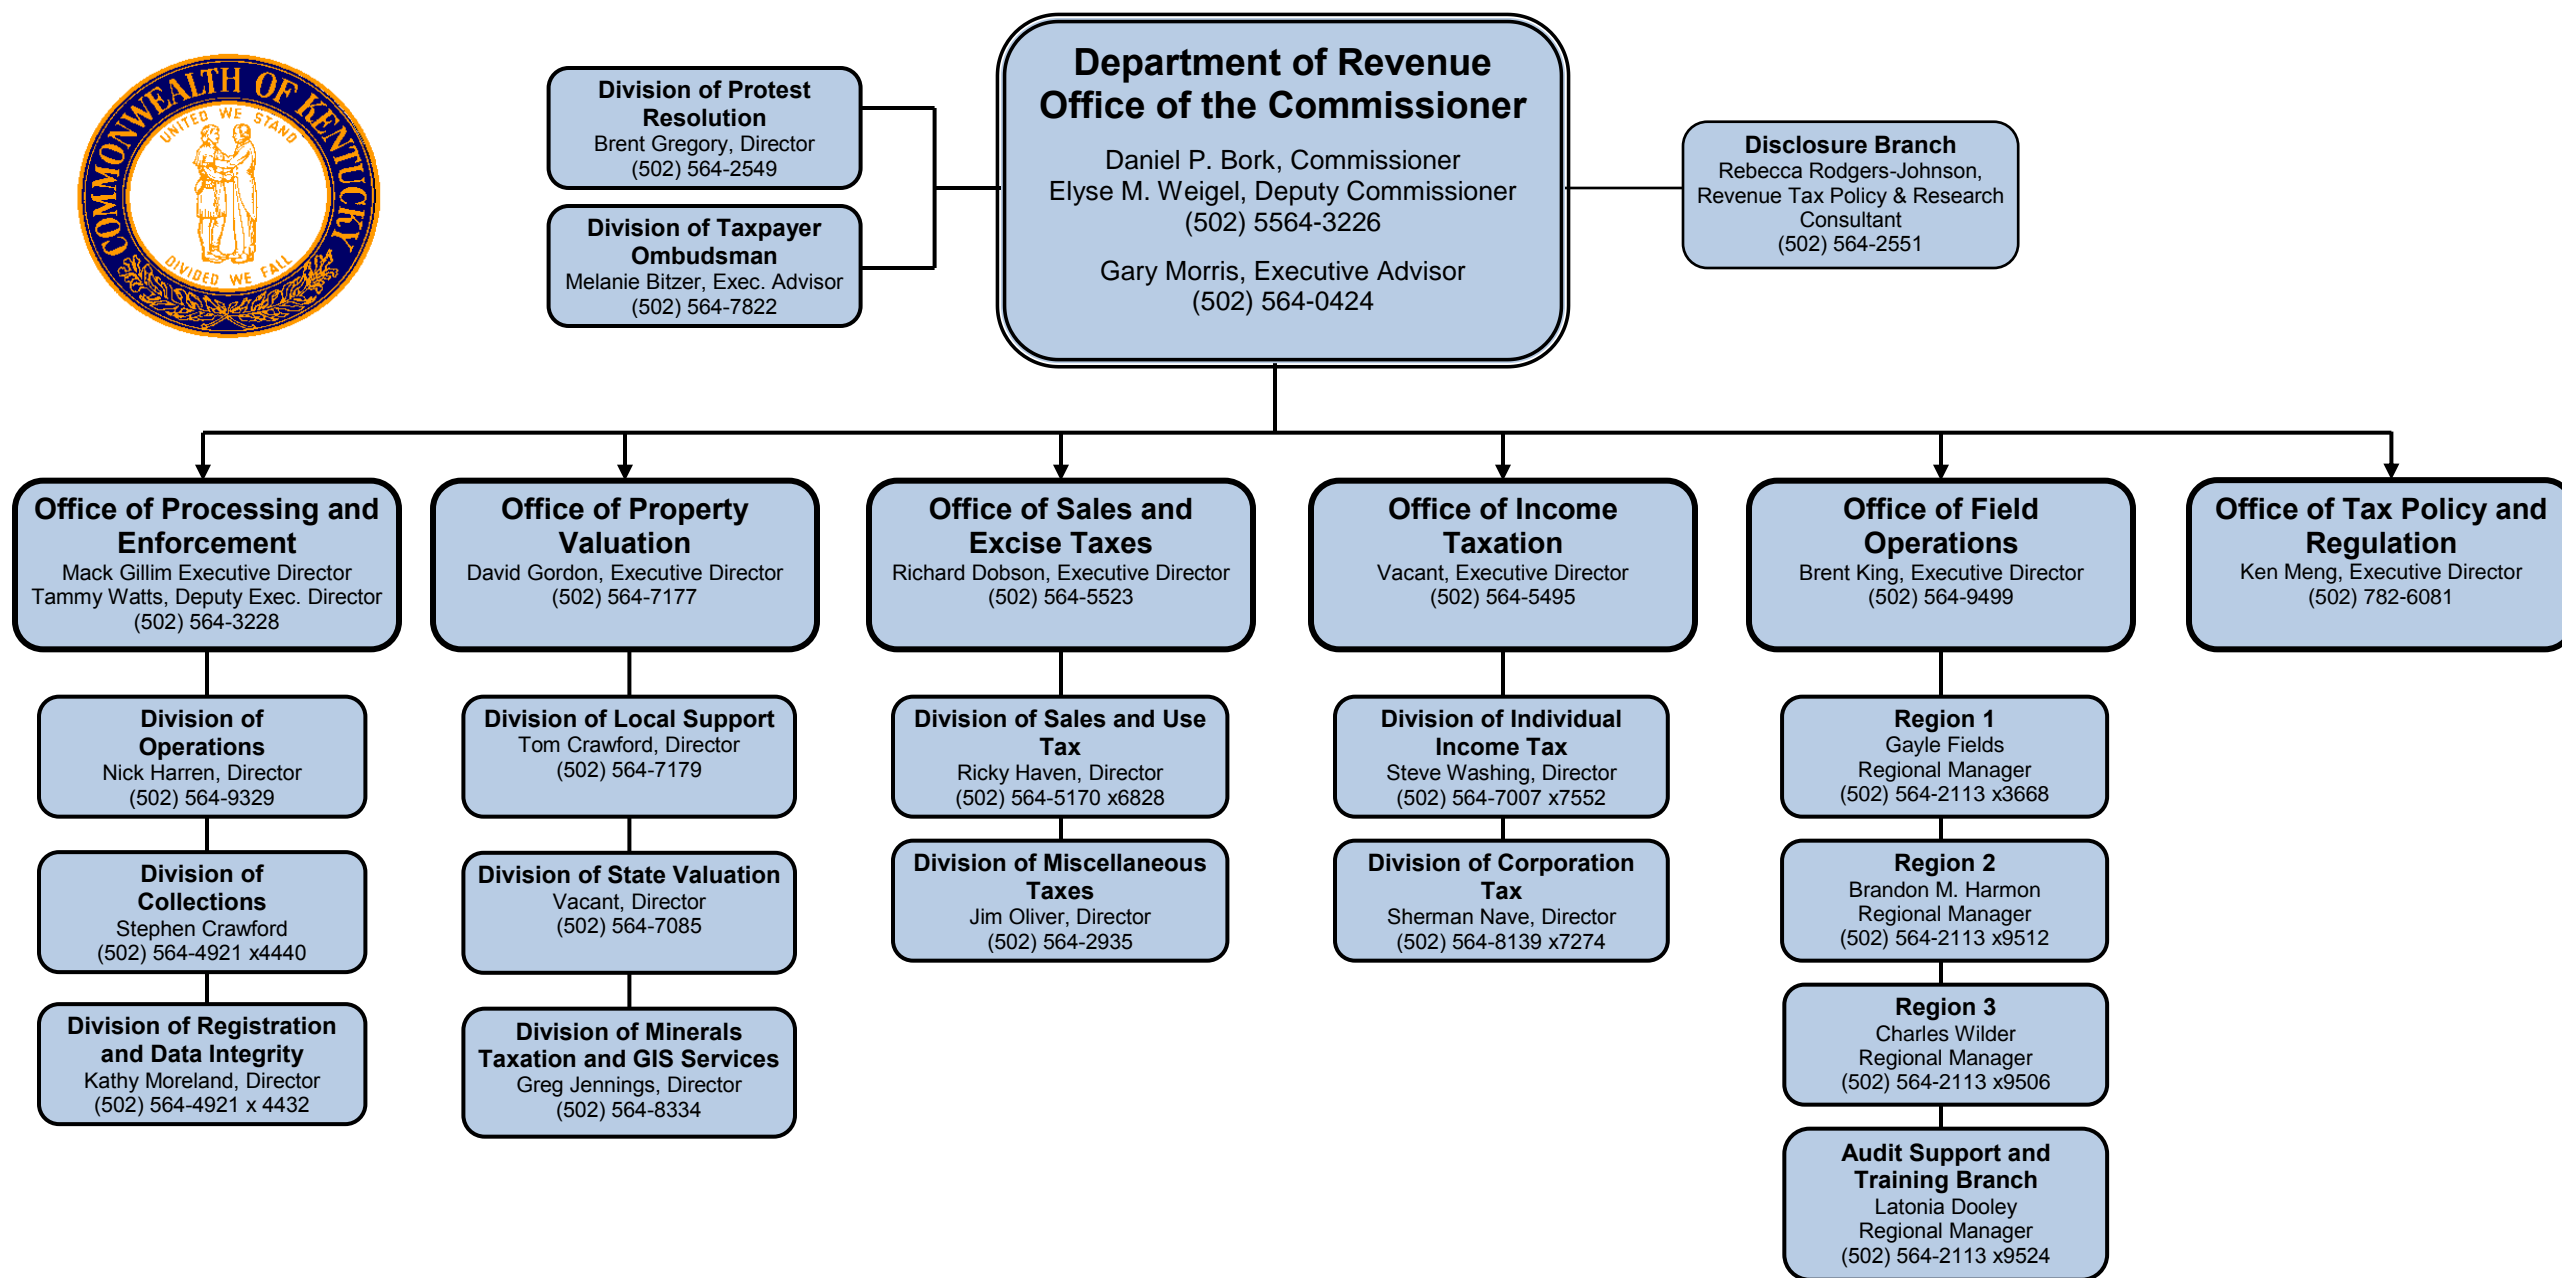 COMMONWEALTH OF KENTUCKY
UNITED WE STAND
DIVIDED WE FALL
Division of Protest
Resolution
Brent Gregory, Director
(502) 564-2549
Division of Taxpayer
Ombudsman
Melanie Bitzer, Exec. Advisor
(502) 564-7822
Department of Revenue
Office of the Commissioner
Daniel P. Bork, Commissioner
Elyse M. Weigel, Deputy Commissioner
(502) 5564-3226
Gary Morris, Executive Advisor
(502) 564-0424
Disclosure Branch
Rebecca Rodgers-Johnson,
Revenue Tax Policy & Research
Consultant
(502) 564-2551
Office of Processing and
Enforcement
Mack Gillim Executive Director
Tammy Watts, Deputy Exec. Director
(502) 564-3228
Division of
Operations
Nick Harren, Director
(502) 564-9329
Division of
Collections
Stephen Crawford
(502) 564-4921 x4440
Division of Registration
and Data Integrity
Kathy Moreland, Director
(502) 564-4921 x 4432
Office of Property
Valuation
David Gordon, Executive Director
(502) 564-7177
Division of Local Support
Tom Crawford, Director
(502) 564-7179
Division of State Valuation
Vacant, Director
(502) 564-7085
Division of Minerals
Taxation and GIS Services
Greg Jennings, Director
(502) 564-8334
Office of Sales and
Excise Taxes
Richard Dobson, Executive Director
(502) 564-5523
Division of Sales and Use
Tax
Ricky Haven, Director
(502) 564-5170 x6828
Division of Miscellaneous
Taxes
Jim Oliver, Director
(502) 564-2935
Office of Income
Taxation
Vacant, Executive Director
(502) 564-5495
Division of Individual
Income Tax
Steve Washing, Director
(502) 564-7007 x7552
Division of Corporation
Tax
Sherman Nave, Director
(502) 564-8139 x7274
Office of Field
Operations
Brent King, Executive Director
(502) 564-9499
Region 1
Gayle Fields
Regional Manager
(502) 564-2113 x3668
Region 2
Brandon M. Harmon
Regional Manager
(502) 564-2113 x9512
Region 3
Charles Wilder
Regional Manager
(502) 564-2113 x9506
Audit Support and
Training Branch
Latonia Dooley
Regional Manager
(502) 564-2113 x9524
Office of Tax Policy and
Regulation
Ken Meng, Executive Director
(502) 782-6081